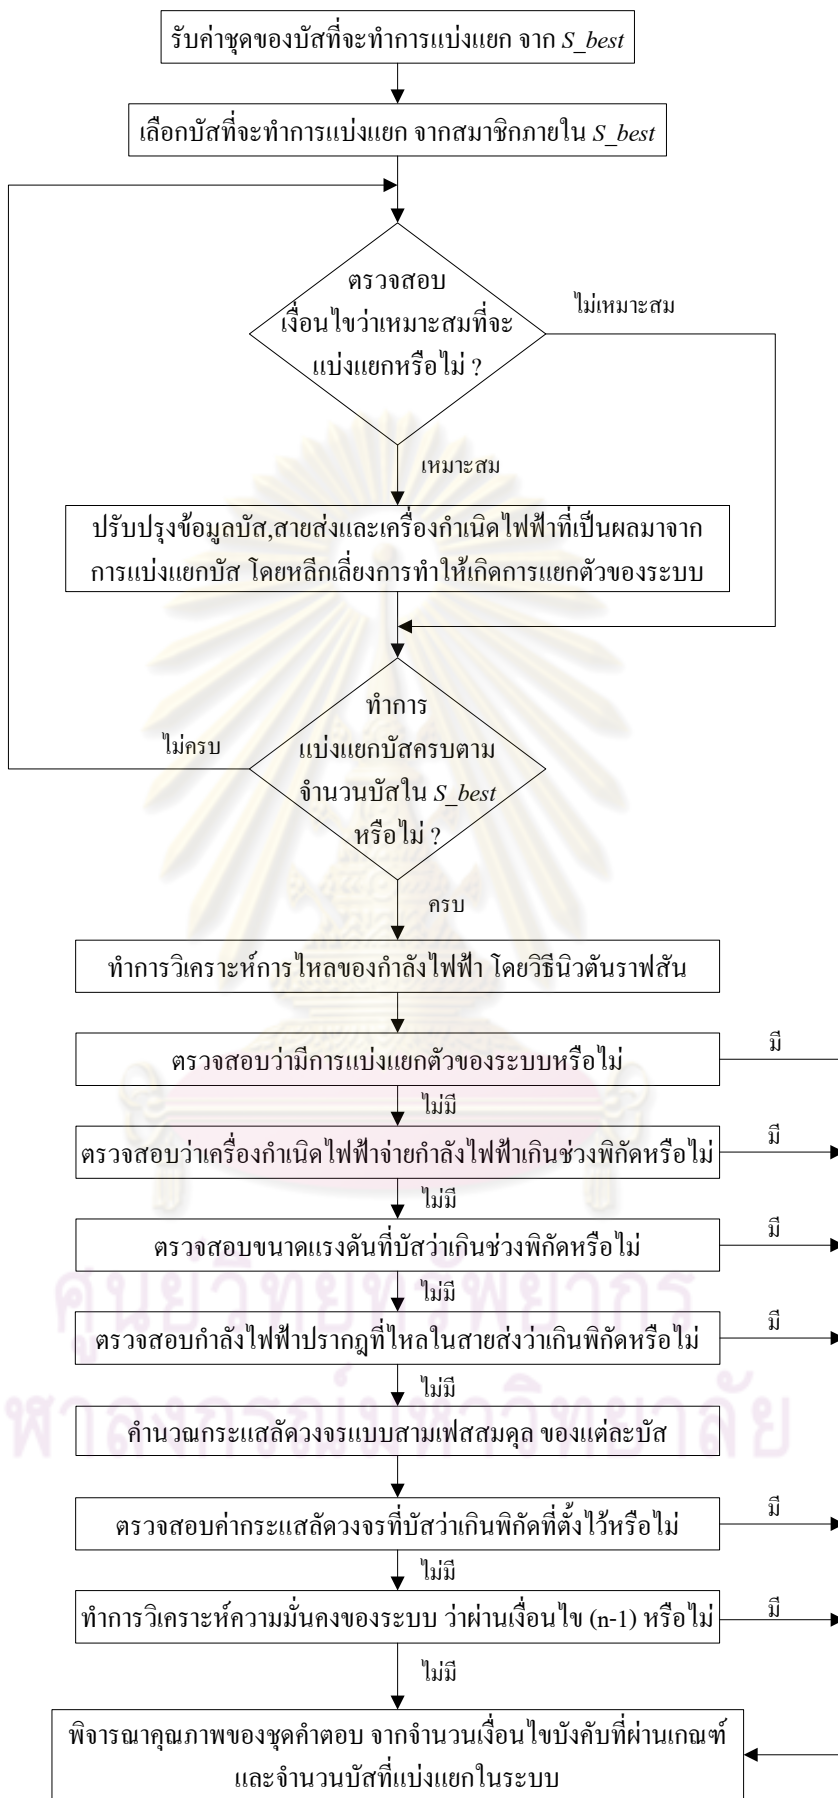 รับค่าชุดของบัสที่จะทำการแบ่งแยก จาก S_best
เลือกบัสที่จะทำการแบ่งแยก จากสมาชิกภายใน S_best
ตรวจสอบ
เงื่อนไขว่าเหมาะสมที่จะ
แบ่งแยกหรือไม่ ?
ไม่เหมาะสม
เหมาะสม
ปรับปรุงข้อมูลบัส,สายส่งและเครื่องกำเนิดไฟฟ้าที่เป็นผลมาจาก
การแบ่งแยกบัส โดยหลีกเลี่ยงการทำให้เกิดการแยกตัวของระบบ
ทำการ
แบ่งแยกบัสครบตาม
จำนวนบัสใน S_best
หรือไม่ ?
ไม่ครบ
ครบ
ทำการวิเคราะห์การไหลของกำลังไฟฟ้า โดยวิธีนิวตันราฟสัน
ตรวจสอบว่ามีการแบ่งแยกตัวของระบบหรือไม่
มี
ไม่มี
ตรวจสอบว่าเครื่องกำเนิดไฟฟ้าจ่ายกำลังไฟฟ้าเกินช่วงพิกัดหรือไม่
มี
ไม่มี
ตรวจสอบขนาดแรงดันที่บัสว่าเกินช่วงพิกัดหรือไม่
มี
ไม่มี
ตรวจสอบกำลังไฟฟ้าปรากฏที่ไหลในสายส่งว่าเกินพิกัดหรือไม่
มี
ไม่มี
คำนวณกระแสลัดวงจรแบบสามเฟสสมดุล ของแต่ละบัส
ตรวจสอบค่ากระแสลัดวงจรที่บัสว่าเกินพิกัดที่ตั้งไว้หรือไม่
มี
ไม่มี
ทำการวิเคราะห์ความมั่นคงของระบบ ว่าผ่านเงื่อนไข (n-1) หรือไม่
มี
ไม่มี
พิจารณาคุณภาพของชุดคำตอบ จากจำนวนเงื่อนไขบังคับที่ผ่านเกณฑ์
และจำนวนบัสที่แบ่งแยกในระบบ
ศูนย์วิทยทรัพยากร
ฬาลงกรณ์มหาวิทยาลัย